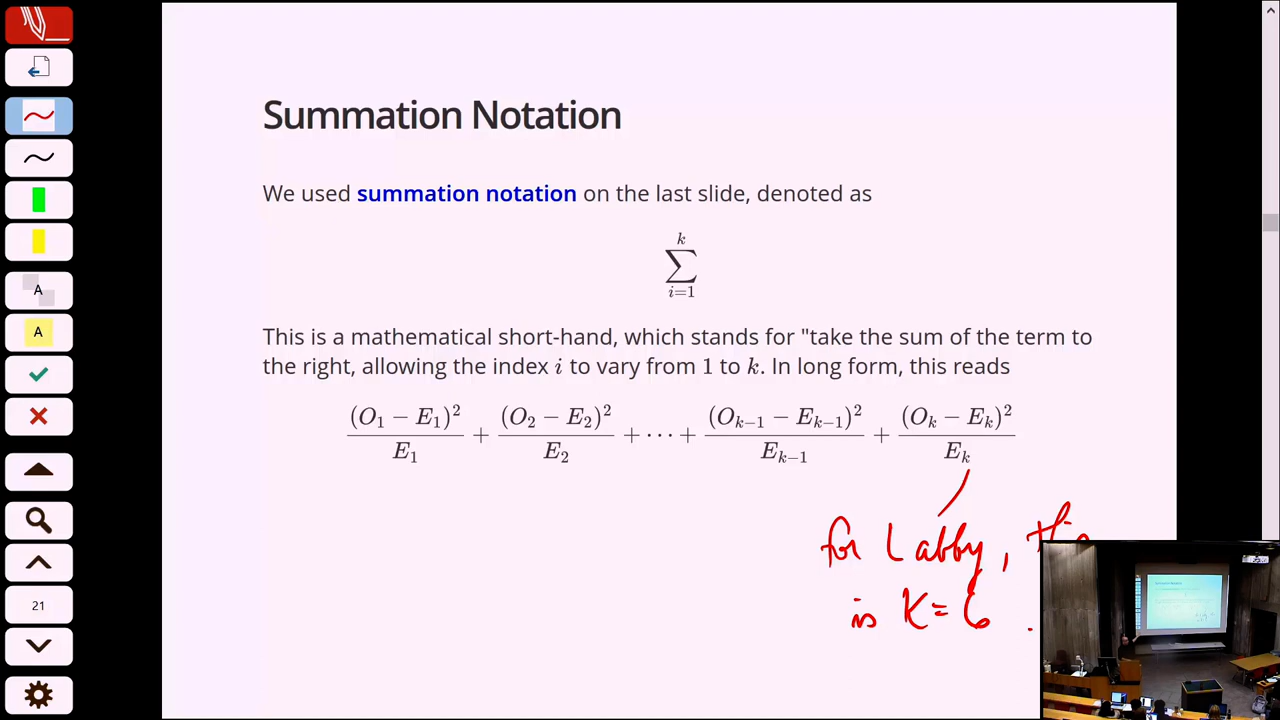 Summation Notation
We used summation notation on the last slide, denoted as
k
∑
i=1
This is a mathematical short-hand, which stands for "take the sum of the term to
the right, allowing the index i to vary from 1 to k. In long form, this reads
(O₁ − E₁)²/E₁ + (O₂ − E₂)²/E₂ + ⋯ + (Oₖ₋₁ − Eₖ₋₁)²/Eₖ₋₁ + (Oₖ − Eₖ)²/Eₖ
for Labby,
is K=6
A
A
21